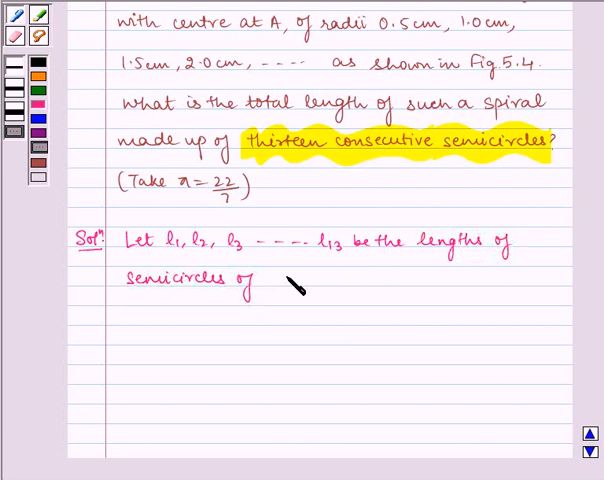 with centre at A, of radii 0.5cm, 1.0cm,
1.5cm, 2.0cm, ---- as shown in Fig.5.4.
What is the total length of such a spiral
made up of thirteen consecutive semicircles?
(Take π = 22/7)
Solⁿ: Let l₁, l₂, l₃ ----- l₁₃ be the lengths of
semicircles of